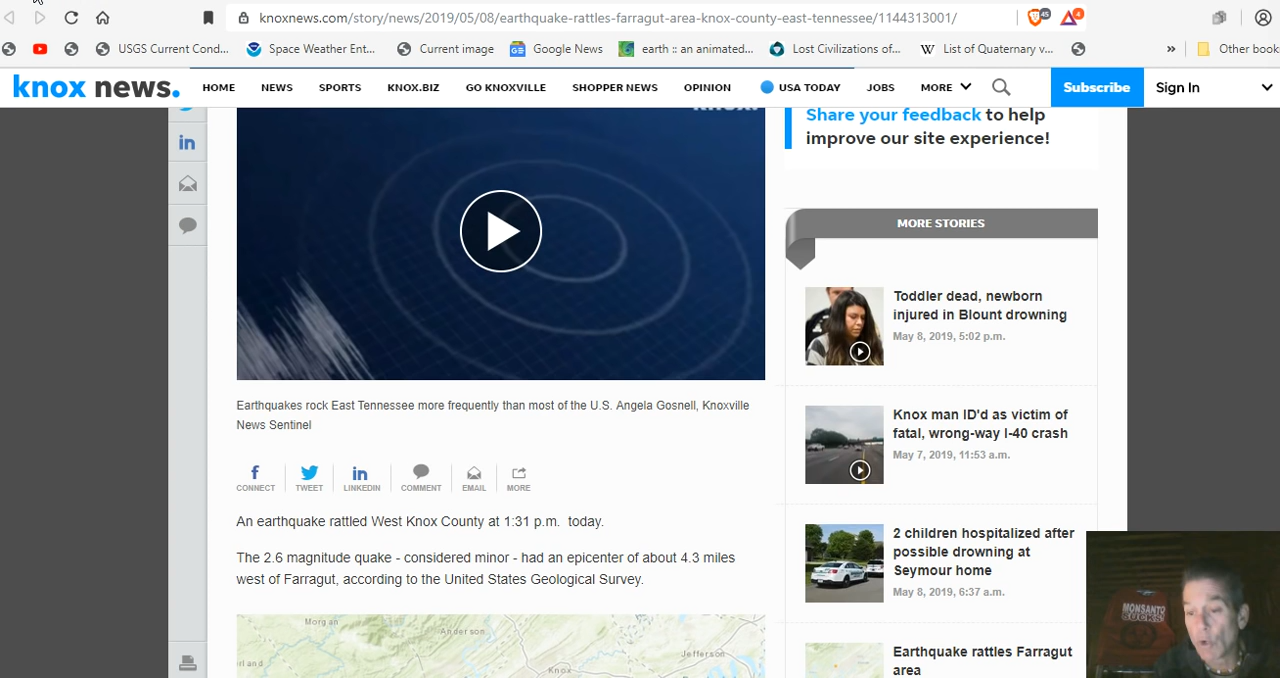 knoxnews.com/story/news/2019/05/08/earthquake-rattles-farragut-area-knox-county-east-tennessee/1144313001/
45
4
USGS Current Cond...
Space Weather Ent...
Current image
Google News
earth :: an animated...
Lost Civilizations of...
W
List of Quaternary v...
»
Other book
knox news.
HOME
NEWS
SPORTS
KNOX.BIZ
GO KNOXVILLE
SHOPPER NEWS
OPINION
USA TODAY
JOBS
MORE
Subscribe
Sign In
in
Share your feedback to help
improve our site experience!
MORE STORIES
Toddler dead, newborn
injured in Blount drowning
May 8, 2019, 5:02 p.m.
Knox man ID'd as victim of
fatal, wrong-way I-40 crash
May 7, 2019, 11:53 a.m.
2 children hospitalized after
possible drowning at
Seymour home
May 8, 2019, 6:37 a.m.
Earthquake rattles Farragut
area
Earthquakes rock East Tennessee more frequently than most of the U.S. Angela Gosnell, Knoxville
News Sentinel
f
CONNECT
TWEET
in
LINKEDIN
COMMENT
EMAIL
MORE
An earthquake rattled West Knox County at 1:31 p.m. today.
The 2.6 magnitude quake - considered minor - had an epicenter of about 4.3 miles
west of Farragut, according to the United States Geological Survey.
Morgan
Anderson
Jefferson
Knox
MONSANTO
SUCKS!